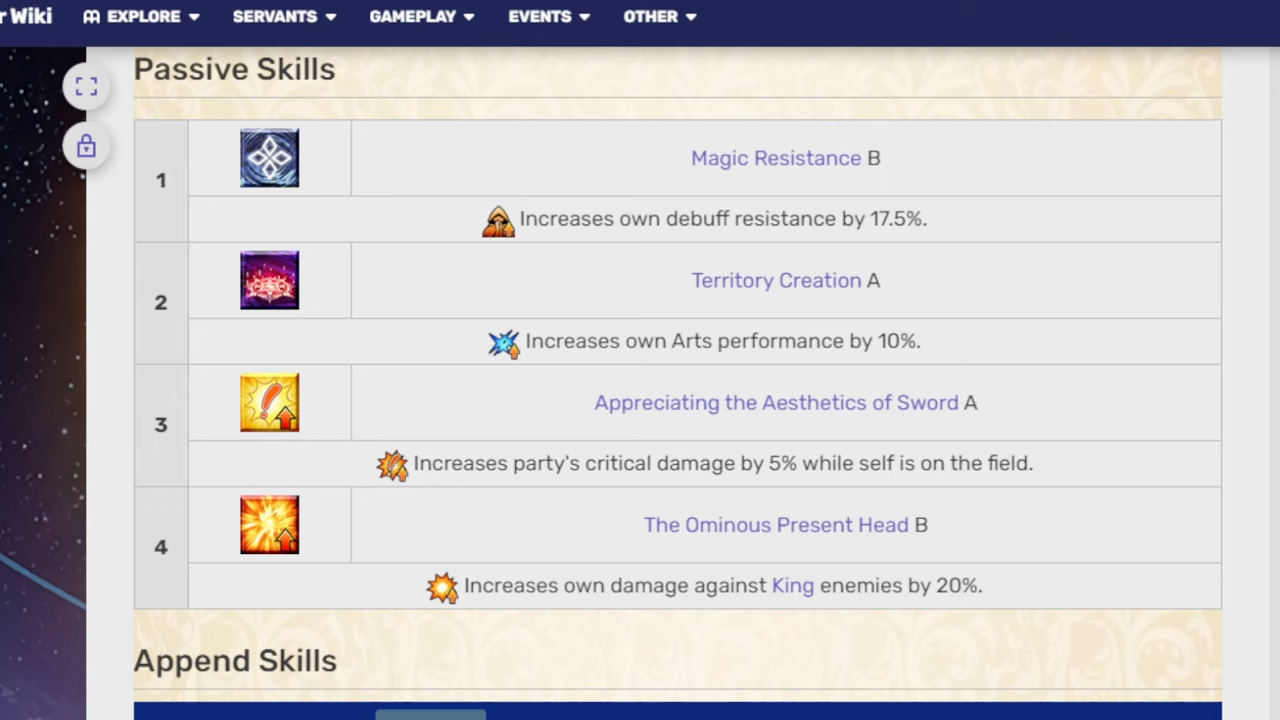 r Wiki EXPLORE SERVANTS GAMEPLAY EVENTS OTHER
Passive Skills
1
Magic Resistance B
Increases own debuff resistance by 17.5%.
2
Territory Creation A
Increases own Arts performance by 10%.
3
Appreciating the Aesthetics of Sword A
Increases party's critical damage by 5% while self is on the field.
4
The Ominous Present Head B
Increases own damage against King enemies by 20%.
Append Skills